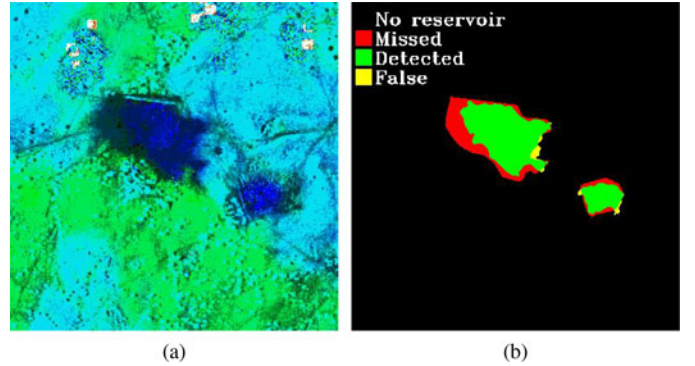 No reservoir
Missed
Detected
False
(a)
(b)